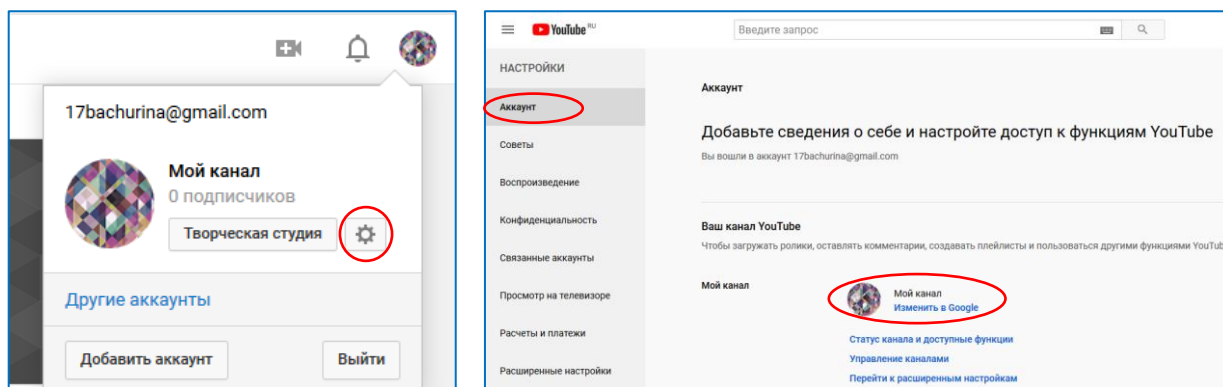 17bachurina@gmail.com
Мой канал
0 подписчиков
Творческая студия
Другие аккаунты
Добавить аккаунт
Выйти
YouTube RU
Введите запрос
НАСТРОЙКИ
Аккаунт
Советы
Воспроизведение
Конфиденциальность
Связанные аккаунты
Просмотр на телевизоре
Расчеты и платежи
Расширенные настройки
Аккаунт
Добавьте сведения о себе и настройте доступ к функциям YouTube
Вы вошли в аккаунт 17bachurina@gmail.com
Ваш канал YouTube
Чтобы загружать ролики, оставлять комментарии, создавать плейлисты и пользоваться другими функциями YouTub
Мой канал
Мой канал
Изменить в Google
Статус канала и доступные функции
Управление каналами
Перейти к расширенным настройкам